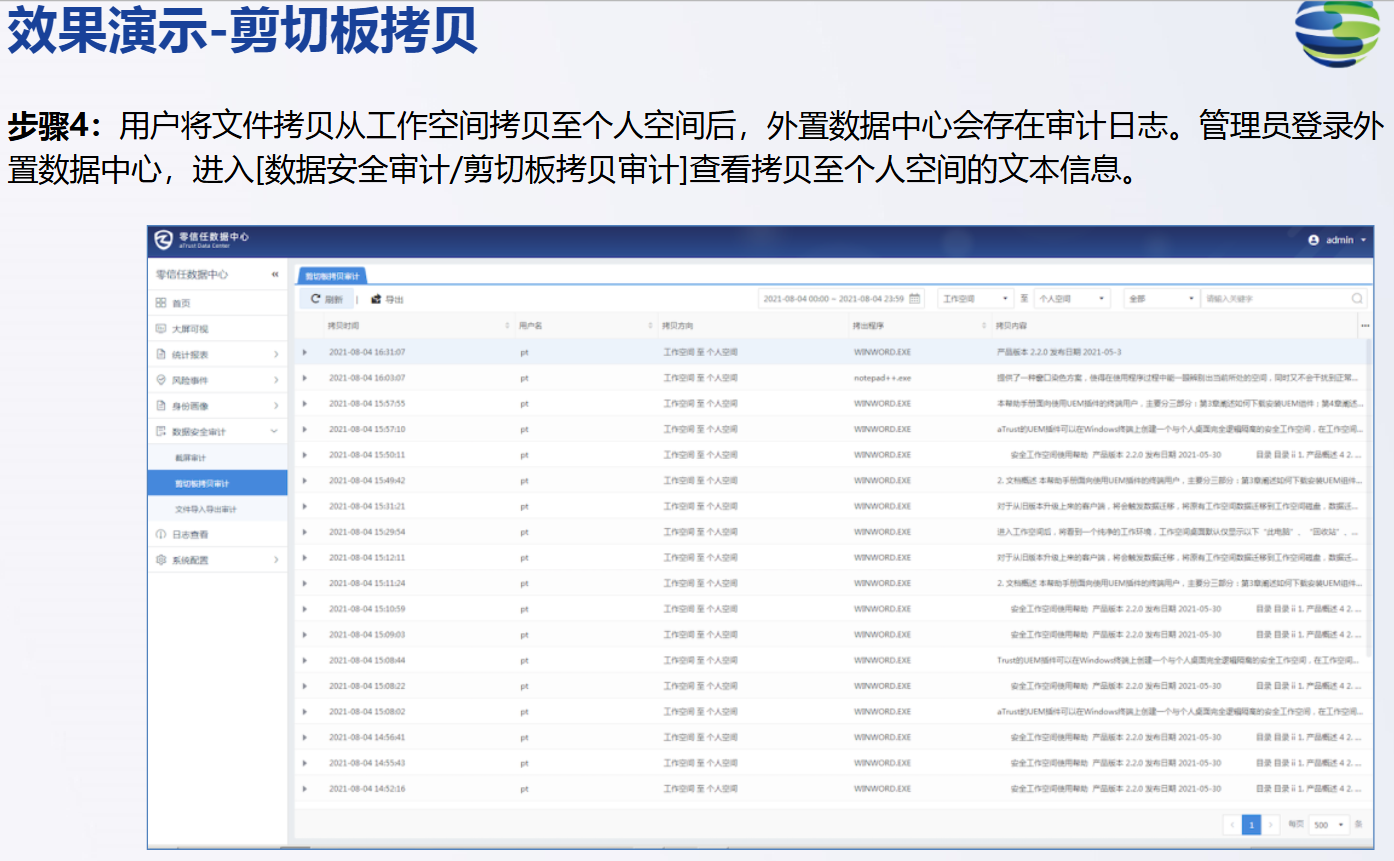 效果演示-剪切板拷贝
步骤4：用户将文件拷贝从工作空间拷贝至个人空间后，外置数据中心会存在审计日志。管理员登录外
置数据中心，进入[数据安全审计/剪切板拷贝审计]查看拷贝至个人空间的文本信息。
零信任数据中心
aTrust Data Center
admin
零信任数据中心 «
首页
大屏可视
统计报表
风险事件
身份画像
数据安全审计
截屏审计
剪切板拷贝审计
文件导入导出审计
日志查看
系统配置
剪切板拷贝审计
刷新 | 导出 2021-08-04 00:00 ~ 2021-08-04 23:59 工作空间 至 个人空间 全部 请输入关键字
拷贝时间 用户名 拷贝方向 拷出程序 拷贝内容 ...
2021-08-04 16:31:07 pt 工作空间 至 个人空间 WINWORD.EXE 产品版本 2.2.0 发布日期 2021-05-3
2021-08-04 16:03:07 pt 工作空间 至 个人空间 notepad++.exe 提供了一种窗口染色方案，使得在使用程序过程中能一眼辨别出当前所处的空间，同时又不会干扰到正常...
2021-08-04 15:57:55 pt 工作空间 至 个人空间 WINWORD.EXE 本帮助手册面向使用UEM插件的终端用户，主要分三部分：第3章阐述如何下载安装UEM组件；第4章阐述...
2021-08-04 15:57:10 pt 工作空间 至 个人空间 WINWORD.EXE aTrust的UEM插件可以在Windows终端上创建一个与个人桌面完全逻辑隔离的安全工作空间，在工作空间...
2021-08-04 15:50:11 pt 工作空间 至 个人空间 WINWORD.EXE 安全工作空间使用帮助 产品版本 2.2.0 发布日期 2021-05-30 目录 目录 ii 1. 产品概述 4 2. ...
2021-08-04 15:49:42 pt 工作空间 至 个人空间 WINWORD.EXE 2. 文档概述 本帮助手册面向使用UEM插件的终端用户，主要分三部分：第3章阐述如何下载安装UEM组件...
2021-08-04 15:31:21 pt 工作空间 至 个人空间 WINWORD.EXE 对于从旧版本升级上来的客户端，将会触发数据迁移，将原有工作空间数据迁移到工作空间磁盘，数据迁...
2021-08-04 15:29:54 pt 工作空间 至 个人空间 WINWORD.EXE 进入工作空间后，将看到一个纯净的工作环境，工作空间桌面默认仅显示以下“此电脑”、“回收站”、...
2021-08-04 15:12:11 pt 工作空间 至 个人空间 WINWORD.EXE 对于从旧版本升级上来的客户端，将会触发数据迁移，将原有工作空间数据迁移到工作空间磁盘，数据迁...
2021-08-04 15:11:24 pt 工作空间 至 个人空间 WINWORD.EXE 2. 文档概述 本帮助手册面向使用UEM插件的终端用户，主要分三部分：第3章阐述如何下载安装UEM组件...
2021-08-04 15:10:59 pt 工作空间 至 个人空间 WINWORD.EXE 安全工作空间使用帮助 产品版本 2.2.0 发布日期 2021-05-30 目录 目录 ii 1. 产品概述 4 2. ...
2021-08-04 15:09:03 pt 工作空间 至 个人空间 WINWORD.EXE 安全工作空间使用帮助 产品版本 2.2.0 发布日期 2021-05-30 目录 目录 ii 1. 产品概述 4 2. ...
2021-08-04 15:08:44 pt 工作空间 至 个人空间 WINWORD.EXE Trust的UEM插件可以在Windows终端上创建一个与个人桌面完全逻辑隔离的安全工作空间，在工作空间...
2021-08-04 15:08:22 pt 工作空间 至 个人空间 WINWORD.EXE 安全工作空间使用帮助 产品版本 2.2.0 发布日期 2021-05-30 目录 目录 ii 1. 产品概述 4 2. ...
2021-08-04 15:08:02 pt 工作空间 至 个人空间 WINWORD.EXE aTrust的UEM插件可以在Windows终端上创建一个与个人桌面完全逻辑隔离的安全工作空间，在工作空间...
2021-08-04 14:56:41 pt 工作空间 至 个人空间 WINWORD.EXE 安全工作空间使用帮助 产品版本 2.2.0 发布日期 2021-05-30 目录 目录 ii 1. 产品概述 4 2. ...
2021-08-04 14:55:43 pt 工作空间 至 个人空间 WINWORD.EXE 安全工作空间使用帮助 产品版本 2.2.0 发布日期 2021-05-30 目录 目录 ii 1. 产品概述 4 2. ...
2021-08-04 14:52:16 pt 工作空间 至 个人空间 WINWORD.EXE 安全工作空间使用帮助 产品版本 2.2.0 发布日期 2021-05-30 目录 目录 ii 1. 产品概述 4 2. ...
‹ 1 › 每页 500 条